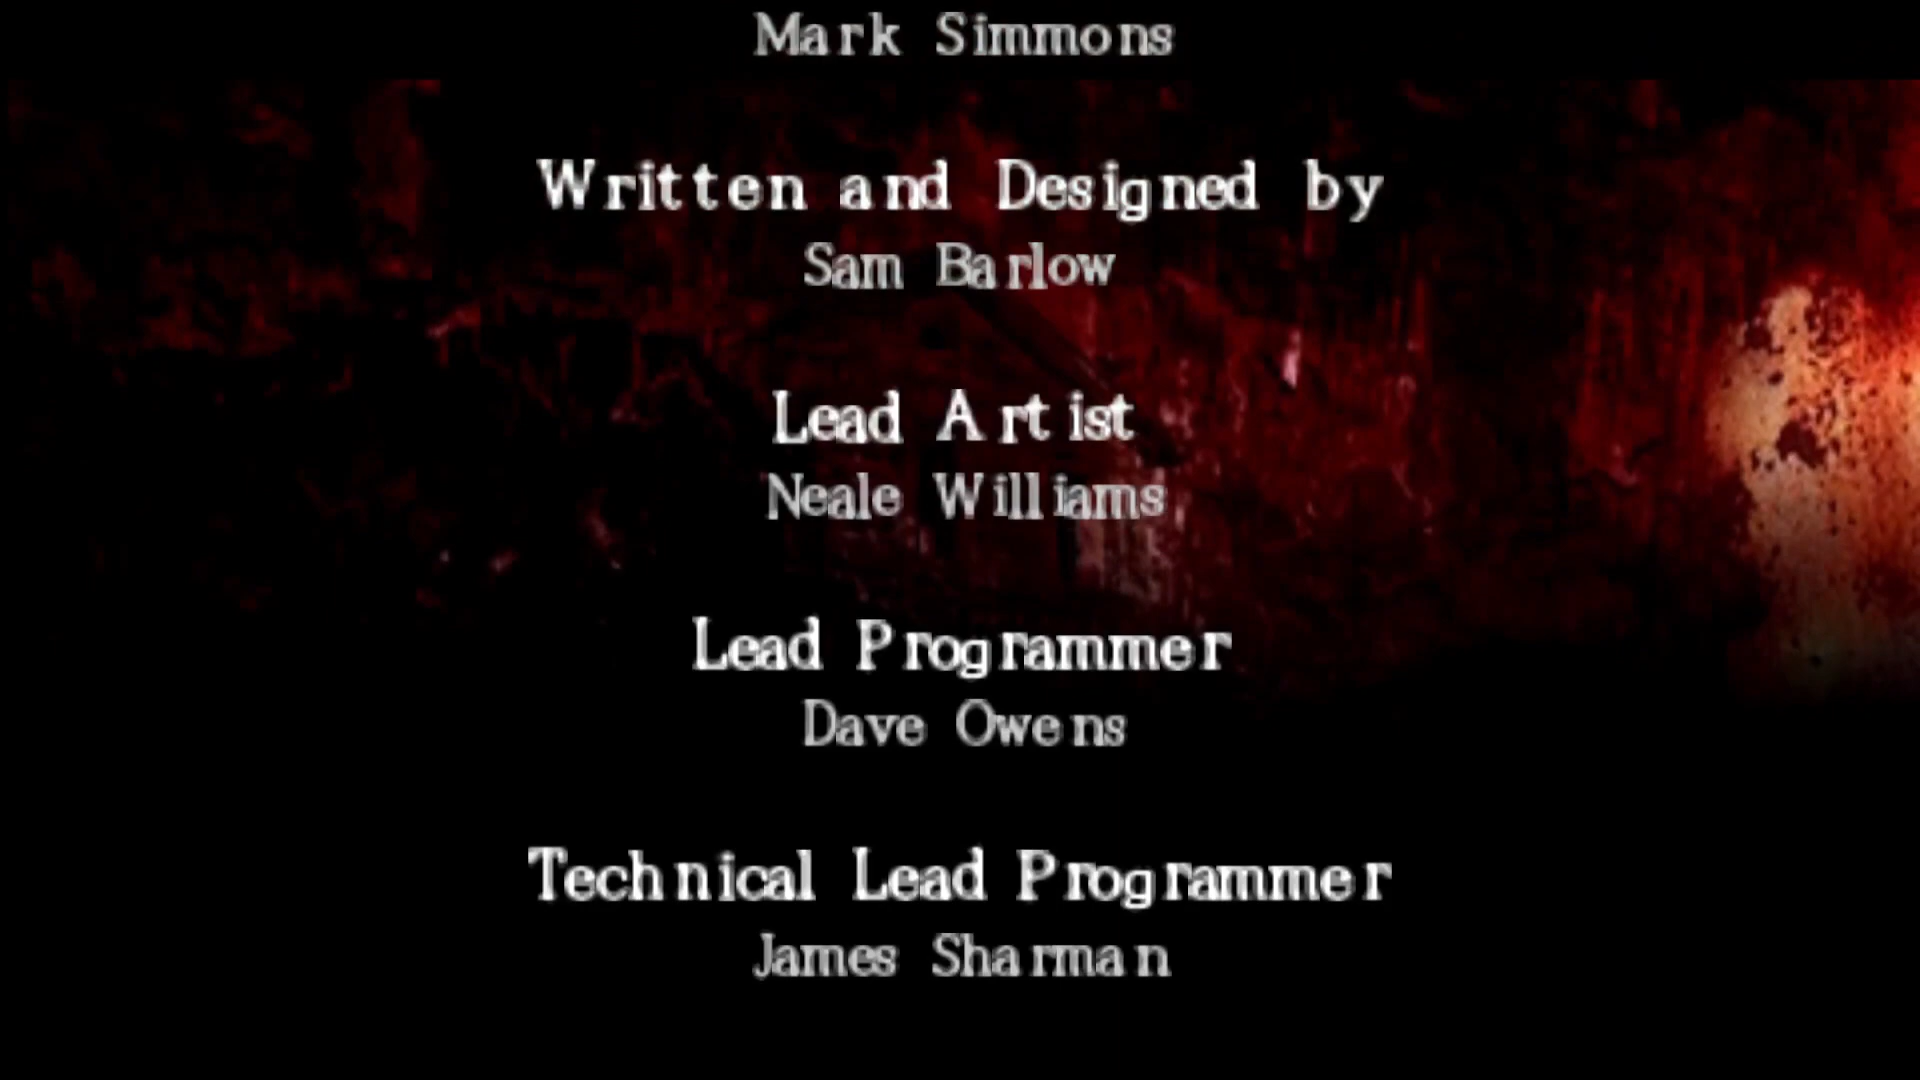 Mark Simmons
Written and Designed by
Sam Barlow
Lead Artist
Neale Williams
Lead Programmer
Dave Owens
Technical Lead Programmer
James Sharman